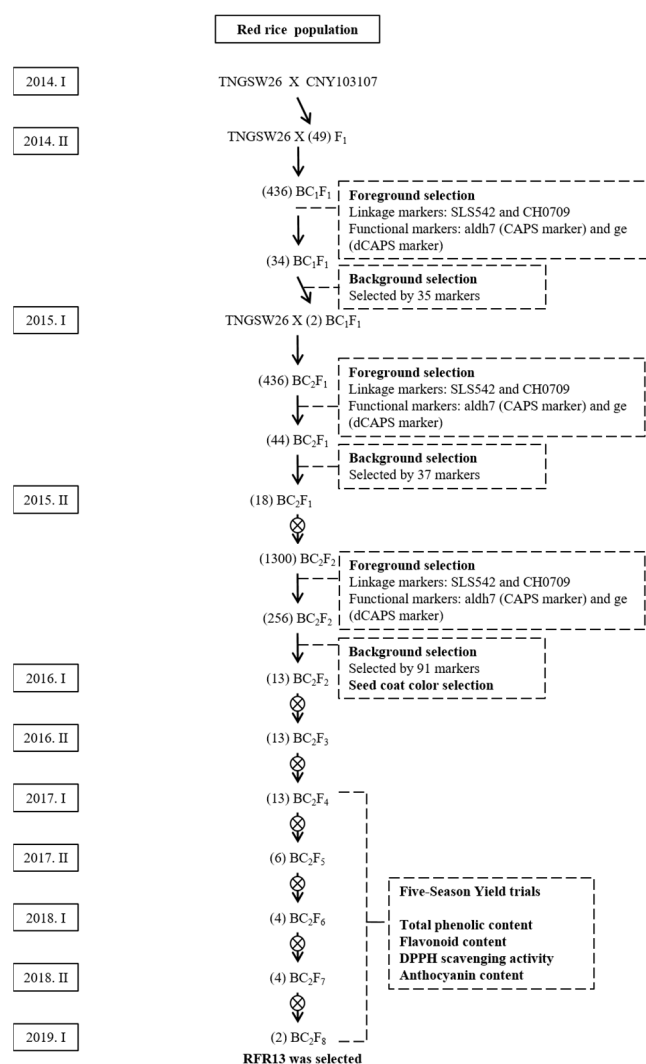 Red rice population
2014. I
TNGSW26 X CNY103107
2014. II
TNGSW26 X (49) F1
(436) BC1F1
Foreground selection
Linkage markers: SLS542 and CH0709
Functional markers: aldh7 (CAPS marker) and ge
(dCAPS marker)
(34) BC1F1
Background selection
Selected by 35 markers
2015. I
TNGSW26 X (2) BC1F1
(436) BC2F1
Foreground selection
Linkage markers: SLS542 and CH0709
Functional markers: aldh7 (CAPS marker) and ge
(dCAPS marker)
(44) BC2F1
Background selection
Selected by 37 markers
2015. II
(18) BC2F1
(1300) BC2F2
Foreground selection
Linkage markers: SLS542 and CH0709
Functional markers: aldh7 (CAPS marker) and ge
(dCAPS marker)
(256) BC2F2
Background selection
Selected by 91 markers
Seed coat color selection
2016. I
(13) BC2F2
2016. II
(13) BC2F3
2017. I
(13) BC2F4
2017. II
(6) BC2F5
Five-Season Yield trials
Total phenolic content
Flavonoid content
DPPH scavenging activity
Anthocyanin content
2018. I
(4) BC2F6
2018. II
(4) BC2F7
2019. I
(2) BC2F8
RFR13 was selected